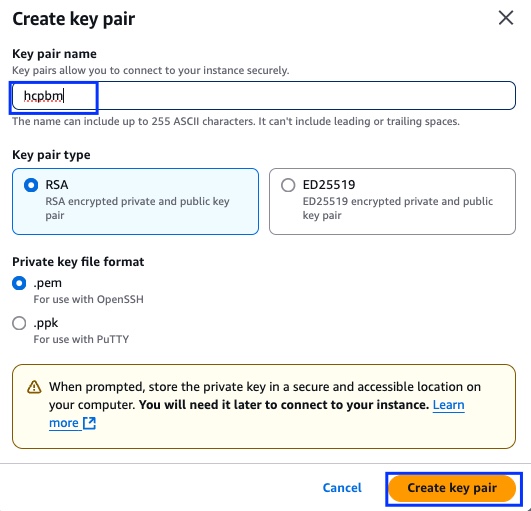 Create key pair
Key pair name
Key pairs allow you to connect to your instance securely.
hcpbm
The name can include up to 255 ASCII characters. It can't include leading or trailing spaces.
Key pair type
RSA
RSA encrypted private and public key
pair
ED25519
ED25519 encrypted private and public
key pair
Private key file format
.pem
For use with OpenSSH
.ppk
For use with PuTTY
When prompted, store the private key in a secure and accessible location on
your computer. You will need it later to connect to your instance. Learn
more
Cancel
Create key pair